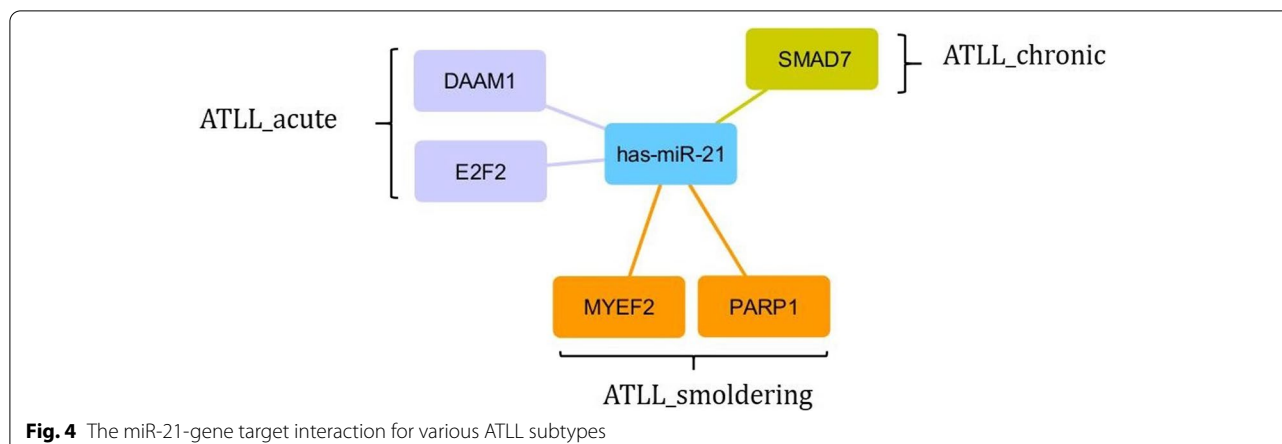 DAAM1
SMAD7
ATLL_chronic
ATLL_acute
has-miR-21
E2F2
MYEF2
PARP1
ATLL_smoldering
Fig. 4 The miR-21-gene target interaction for various ATLL subtypes